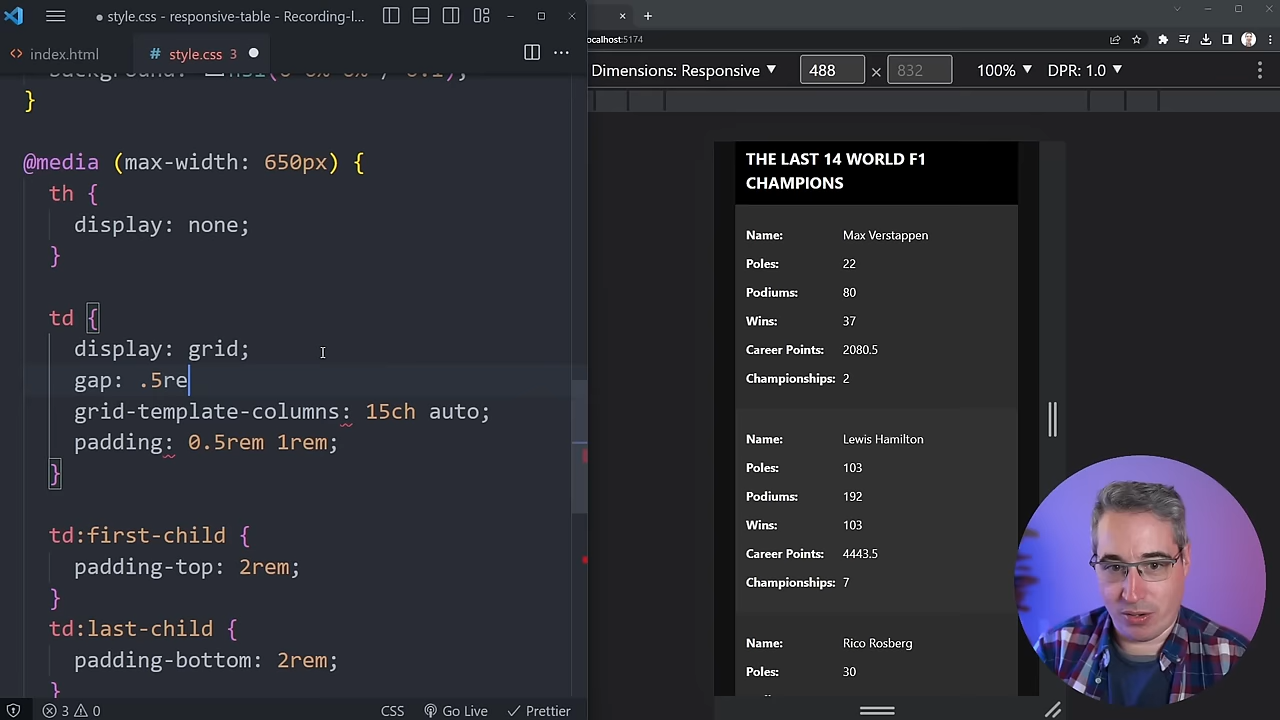 ● style.css - responsive-table - Recording-I...
index.html
# style.css 3
}
@media (max-width: 650px) {
th {
display: none;
}
td {
display: grid;
gap: .5re
grid-template-columns: 15ch auto;
padding: 0.5rem 1rem;
}
td:first-child {
padding-top: 2rem;
}
td:last-child {
padding-bottom: 2rem;
}
3 0 CSS Go Live Prettier
ocalhost:5174
Dimensions: Responsive 488 × 832 100% DPR: 1.0
THE LAST 14 WORLD F1
CHAMPIONS
Name: Max Verstappen
Poles: 22
Podiums: 80
Wins: 37
Career Points: 2080.5
Championships: 2
Name: Lewis Hamilton
Poles: 103
Podiums: 192
Wins: 103
Career Points: 4443.5
Championships: 7
Name: Rico Rosberg
Poles: 30